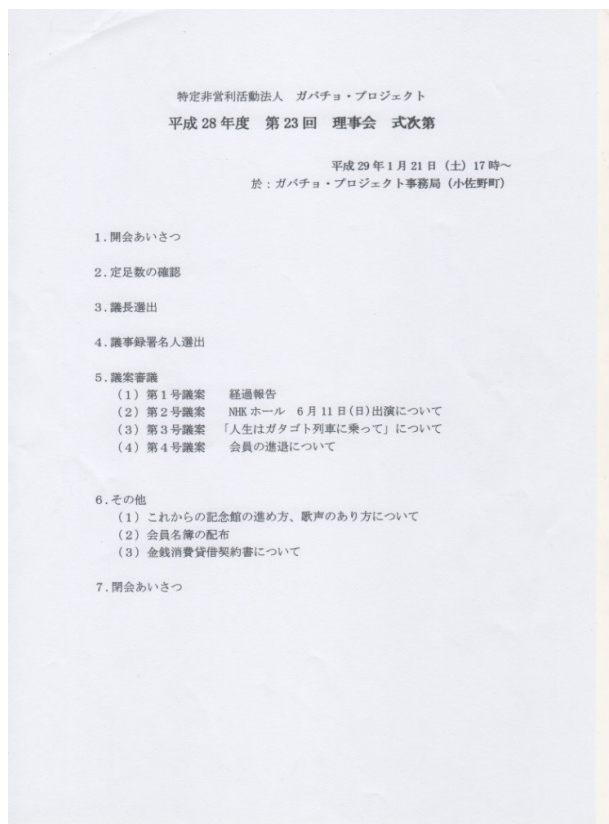 特定非営利活動法人　ガバチョ・プロジェクト
平成28年度　第23回　理事会　式次第
平成29年1月21日（土）17時～
於：ガバチョ・プロジェクト事務局（小佐野町）
1.開会あいさつ
2.定足数の確認
3.議長選出
4.議事録署名人選出
5.議案審議
（1）第1号議案　　経過報告
（2）第2号議案　　NHKホール　6月11日(日)出演について
（3）第3号議案　「人生はガタゴト列車に乗って」について
（4）第4号議案　　会員の進退について
6.その他
（1）これからの記念館の進め方、歌声のあり方について
（2）会員名簿の配布
（3）金銭消費貸借契約書について
7.閉会あいさつ